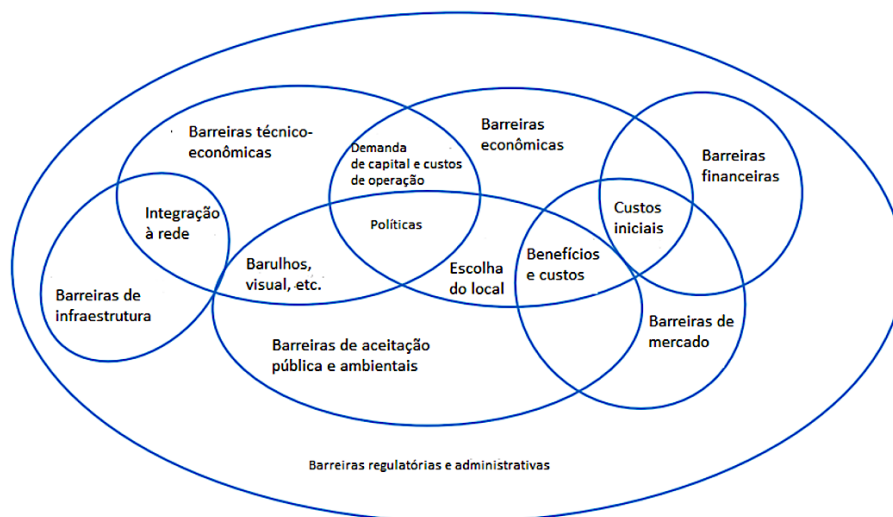 Barreiras técnico-
econômicas
Demanda
de capital e custos
de operação
Barreiras
econômicas
Barreiras
financeiras
Integração
à rede
Políticas
Custos
iniciais
Barulhos,
visual, etc.
Escolha
do local
Benefícios
e custos
Barreiras de
infraestrutura
Barreiras de
mercado
Barreiras de aceitação
pública e ambientais
Barreiras regulatórias e administrativas